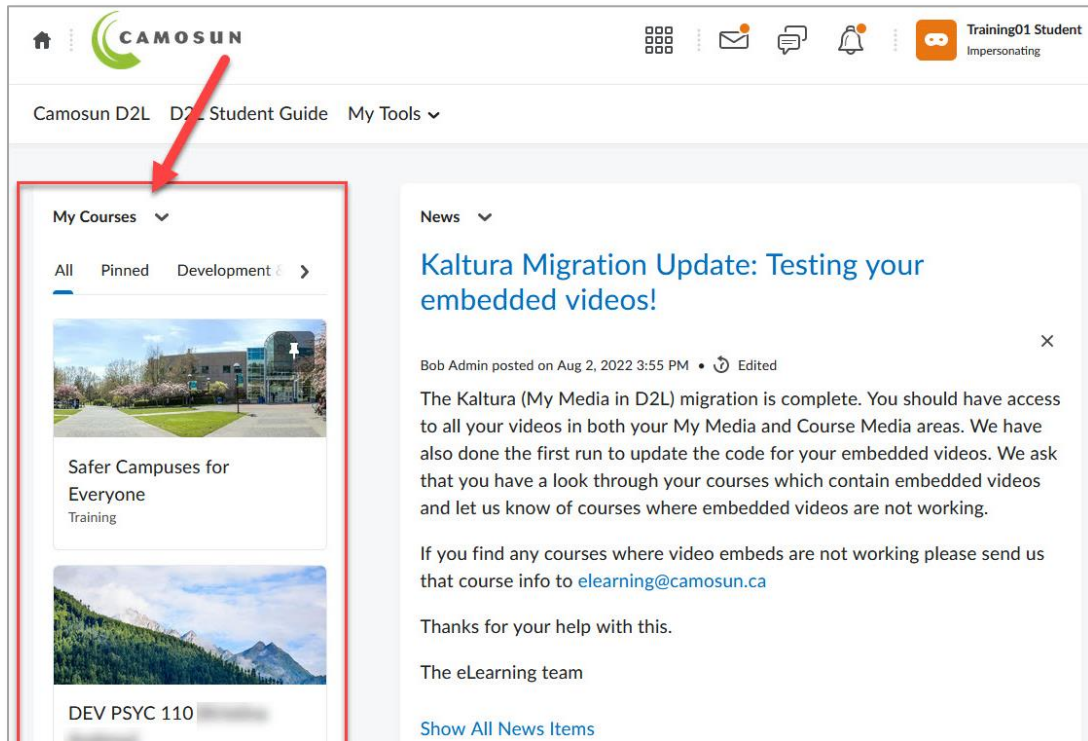 CAMOSUN
Training01 Student
Impersonating
Camosun D2L D2L Student Guide My Tools
My Courses
All Pinned Development
Safer Campuses for
Everyone
Training
DEV PSYC 110
News
Kaltura Migration Update: Testing your
embedded videos!
Bob Admin posted on Aug 2, 2022 3:55 PM • Edited
The Kaltura (My Media in D2L) migration is complete. You should have access
to all your videos in both your My Media and Course Media areas. We have
also done the first run to update the code for your embedded videos. We ask
that you have a look through your courses which contain embedded videos
and let us know of courses where embedded videos are not working.
If you find any courses where video embeds are not working please send us
that course info to elearning@camosun.ca
Thanks for your help with this.
The eLearning team
Show All News Items